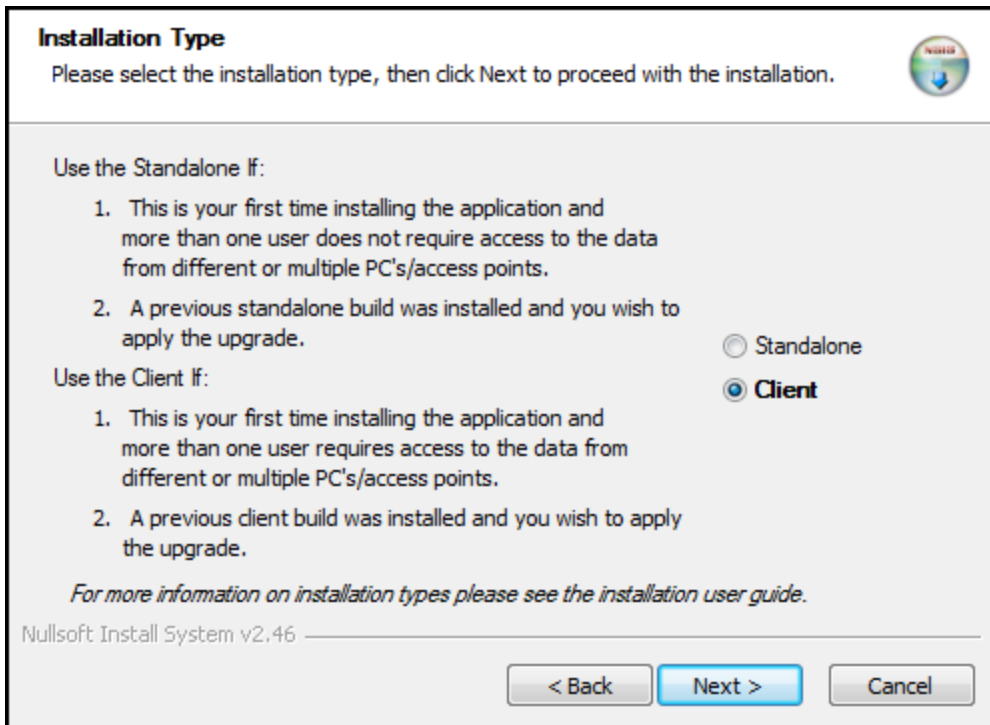 Installation Type
Please select the installation type, then click Next to proceed with the installation.
NSIS
Use the Standalone If:
1. This is your first time installing the application and
more than one user does not require access to the data
from different or multiple PC's/access points.
2. A previous standalone build was installed and you wish to
apply the upgrade.
Standalone
Use the Client If:
Client
1. This is your first time installing the application and
more than one user requires access to the data from
different or multiple PC's/access points.
2. A previous client build was installed and you wish to apply
the upgrade.
For more information on installation types please see the installation user guide.
Nullsoft Install System v2.46
< Back
Next >
Cancel